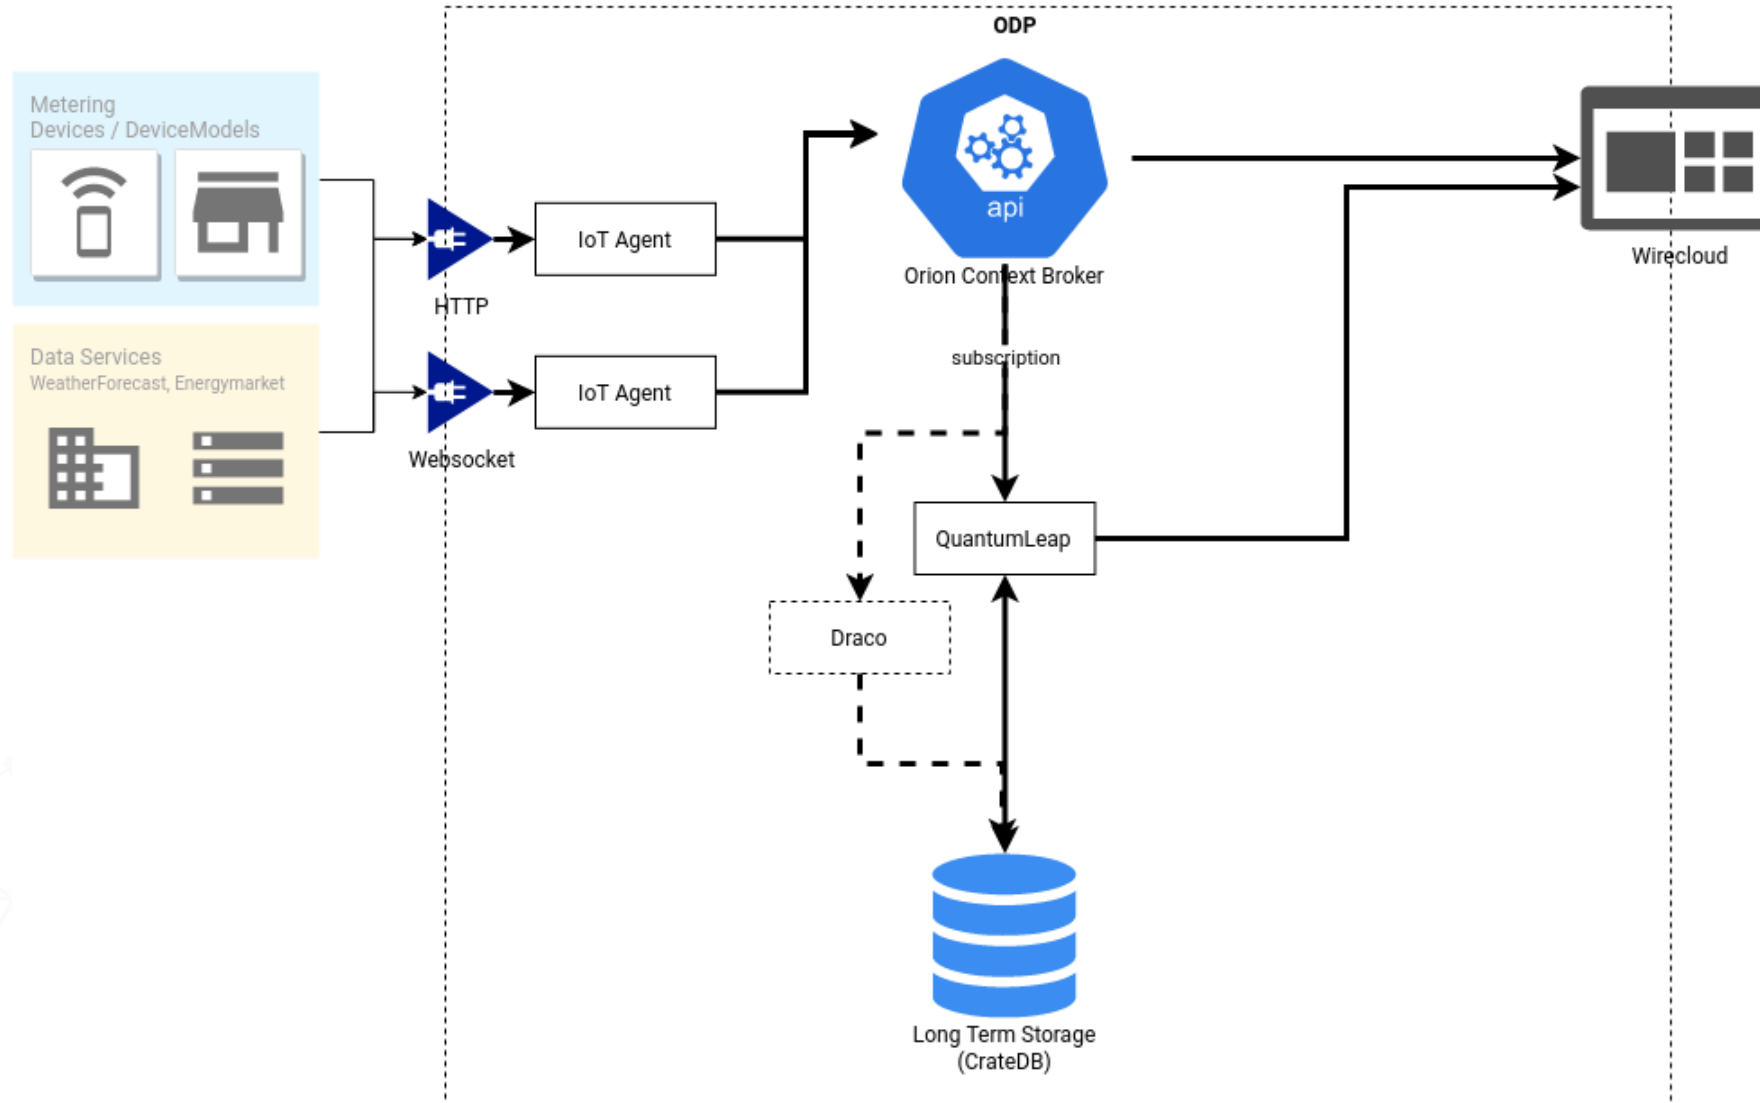 ODP
Metering
Devices / DeviceModels
api
Orion Context Broker
Wirecloud
IoT Agent
HTTP
Data Services
WeatherForecast, Energymarket
subscription
IoT Agent
Websocket
QuantumLeap
Draco
Long Term Storage
(CrateDB)